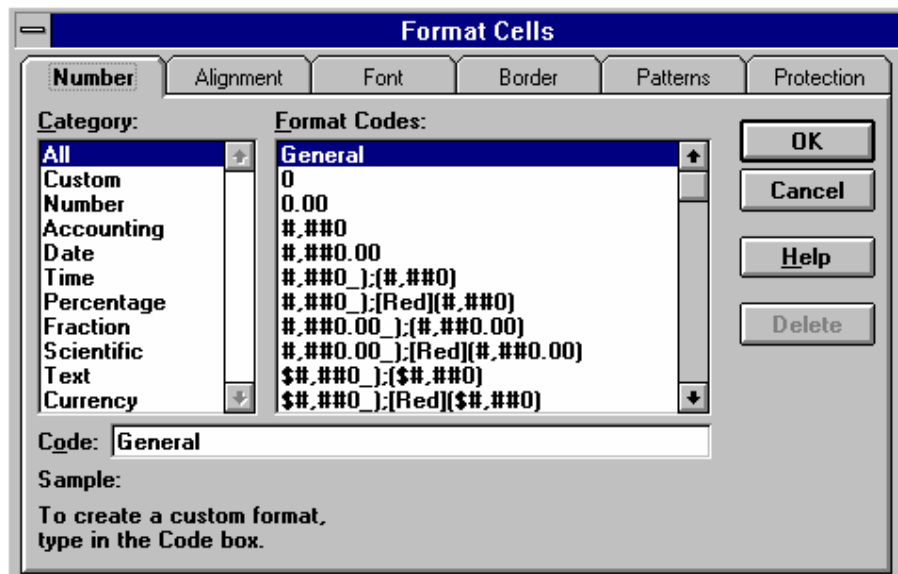 Format Cells
Number Alignment Font Border Patterns Protection
Category:
All
Custom
Number
Accounting
Date
Time
Percentage
Fraction
Scientific
Text
Currency
Format Codes:
General
0
0.00
#,##0
#,##0.00
#,##0_);(#,##0)
#,##0_);[Red](#,##0)
#,##0.00_);(#,##0.00)
#,##0.00_);[Red](#,##0.00)
$#,##0_);($#,##0)
$#,##0_);[Red]($#,##0)
OK
Cancel
Help
Delete
Code: General
Sample:
To create a custom format,
type in the Code box.